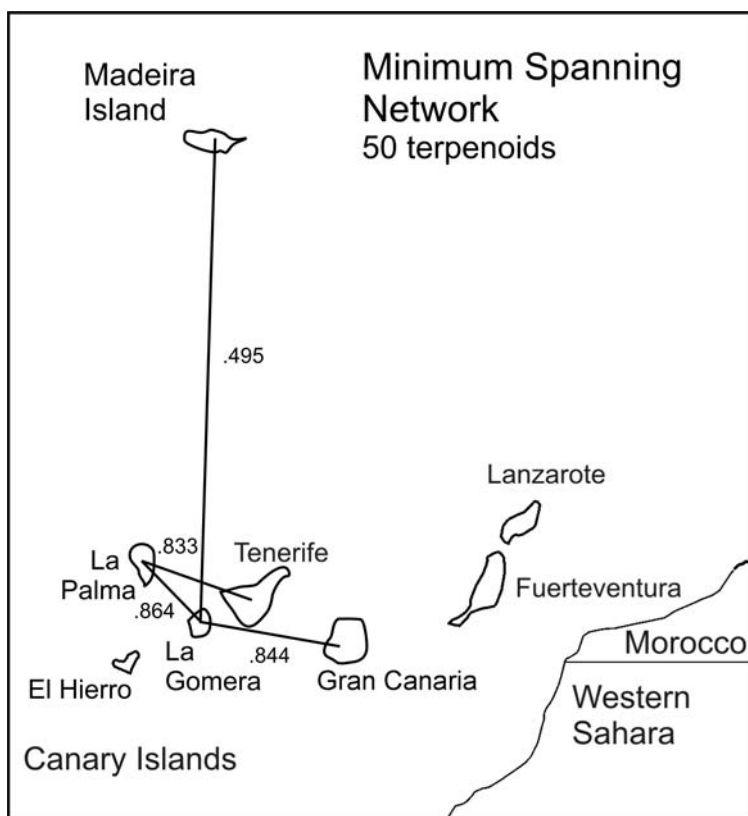 Madeira
Island
Minimum Spanning
Network
50 terpenoids
.495
Lanzarote
.833
La
Palma
Tenerife
Fuerteventura
.864
La
Gomera
.844
El Hierro
Gran Canaria
Morocco
Western
Sahara
Canary Islands